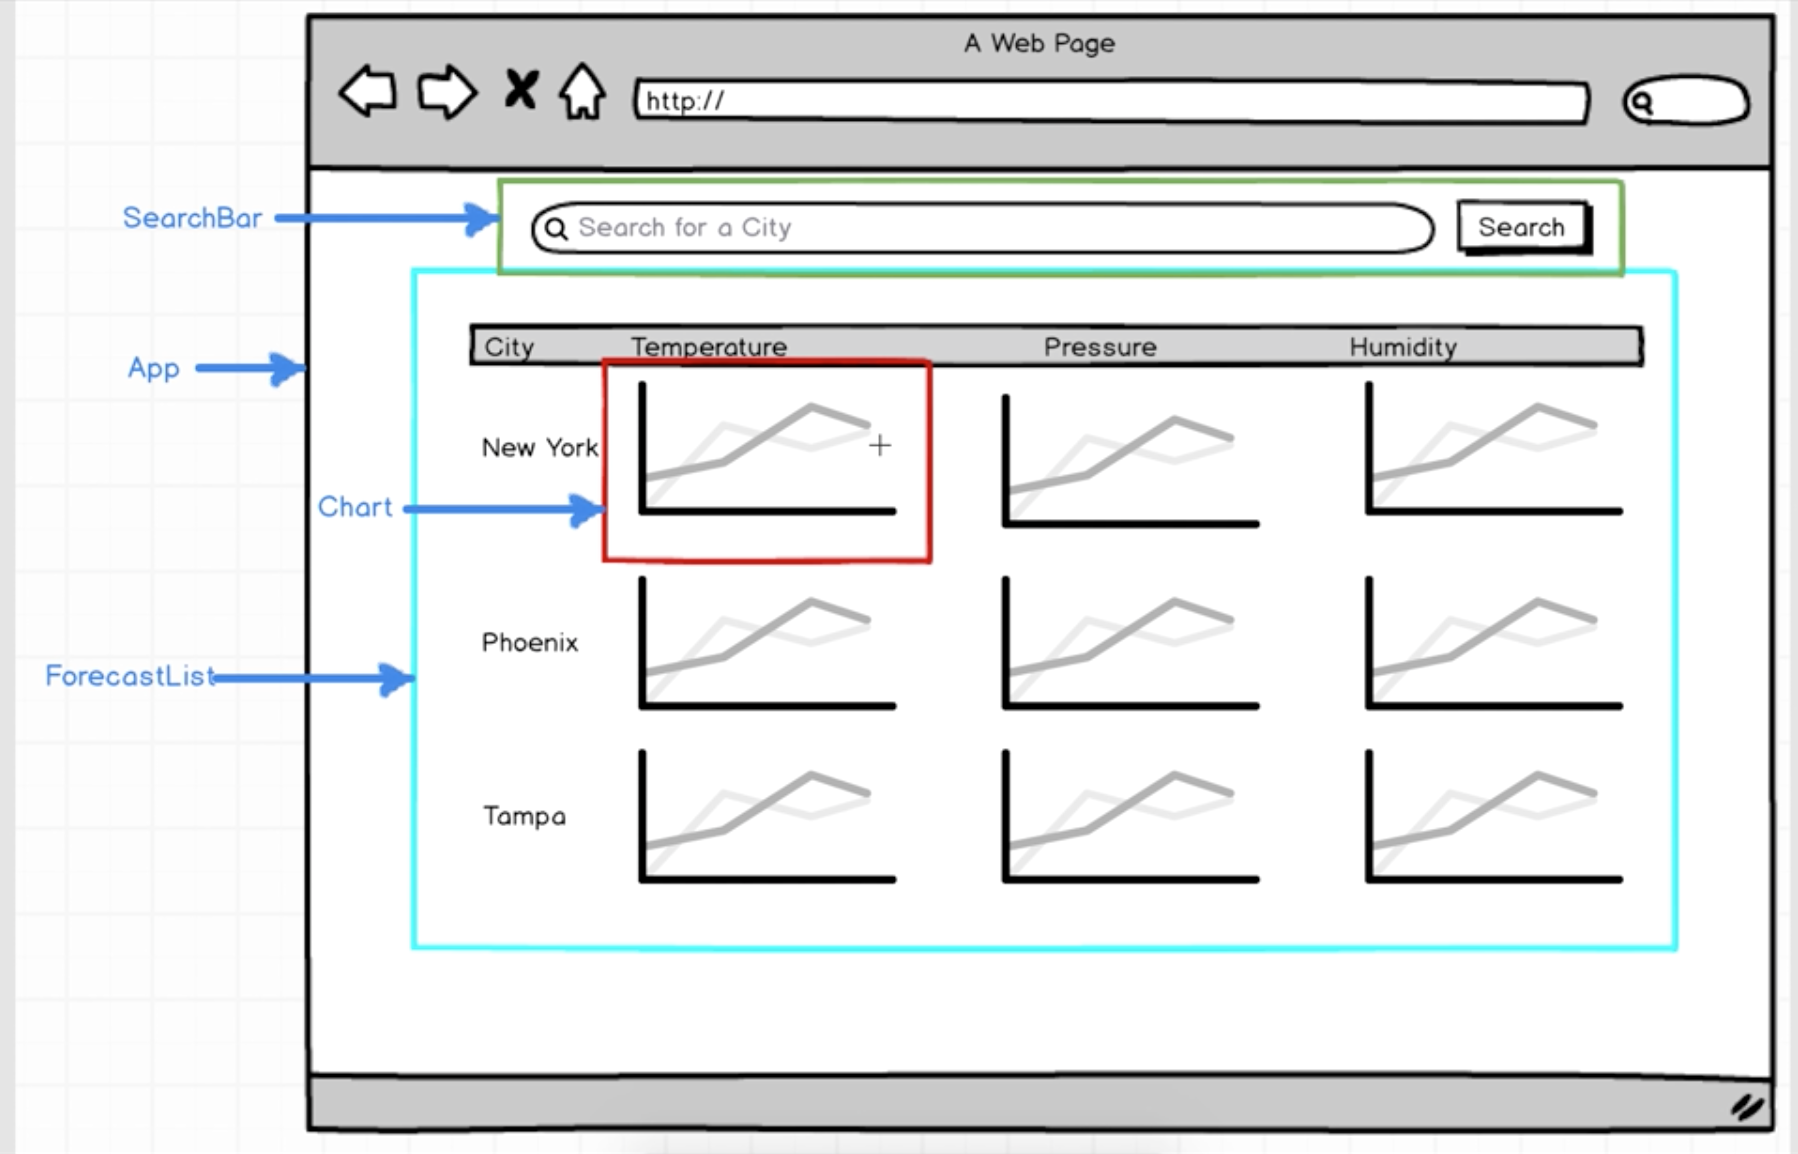 A Web Page
http://
SearchBar
Search for a City
Search
App
City Temperature Pressure Humidity
New York
Chart
Phoenix
ForecastList
Tampa